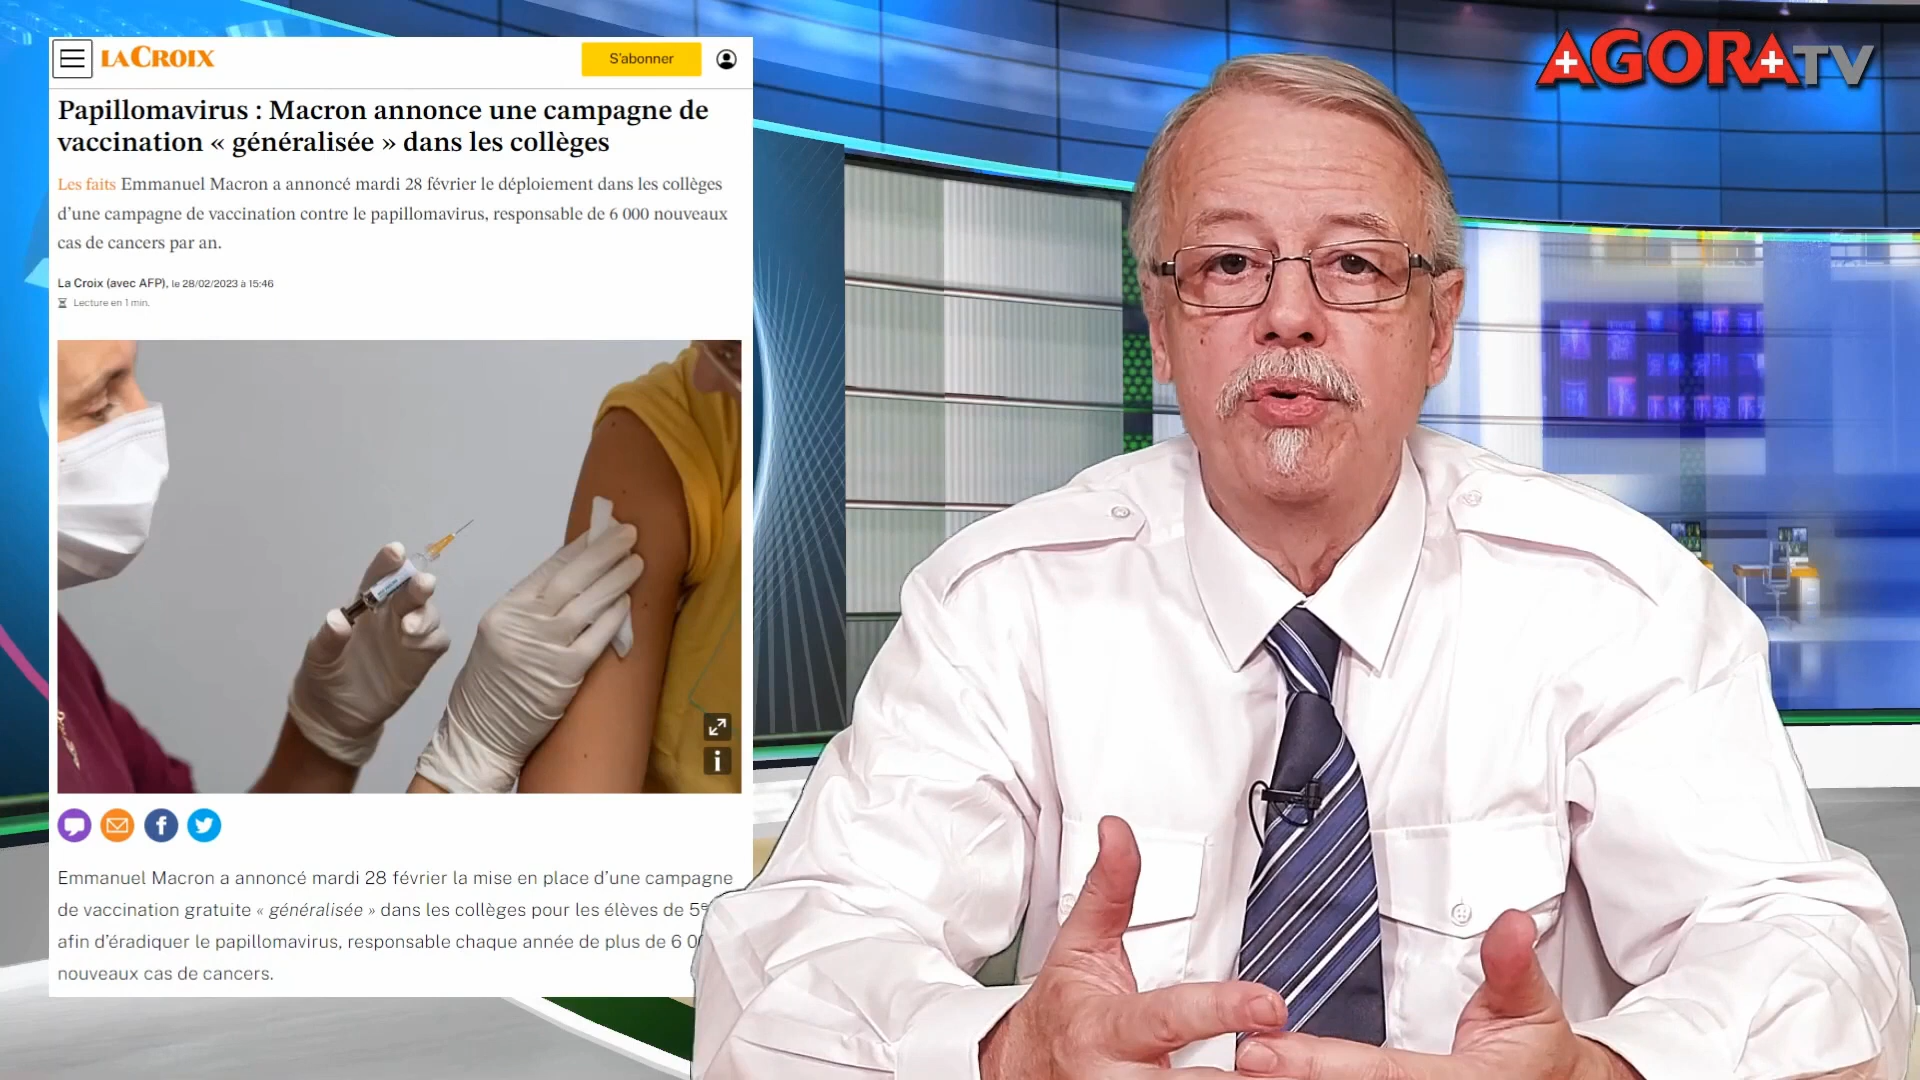 LA CROIX
S'abonner
AGORATV
Papillomavirus : Macron annonce une campagne de
vaccination « généralisée » dans les collèges
Les faits Emmanuel Macron a annoncé mardi 28 février le déploiement dans les collèges
d'une campagne de vaccination contre le papillomavirus, responsable de 6 000 nouveaux
cas de cancers par an.
La Croix (avec AFP), le 28/02/2023 à 15:46
Lecture en 1 min.
Emmanuel Macron a annoncé mardi 28 février la mise en place d'une campagne
de vaccination gratuite « généralisée » dans les collèges pour les élèves de 5e
afin d'éradiquer le papillomavirus, responsable chaque année de plus de 6 0
nouveaux cas de cancers.